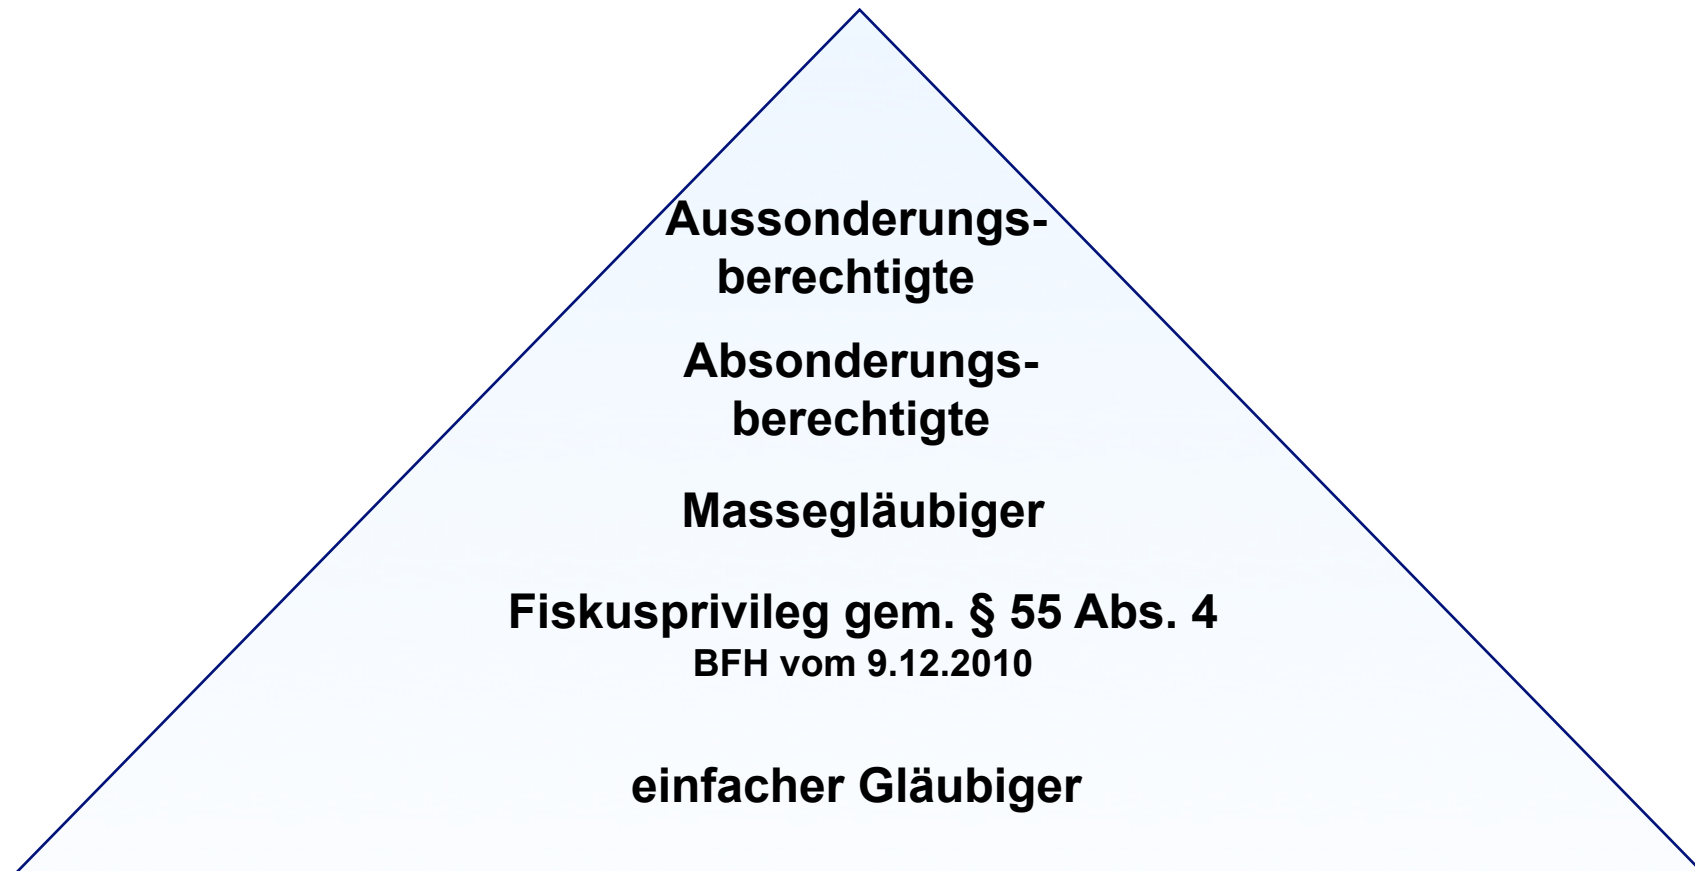 Aussonderungs-
berechtigte
Absonderungs-
berechtigte
Massegläubiger
Fiskusprivileg gem. § 55 Abs. 4
BFH vom 9.12.2010
einfacher Gläubiger